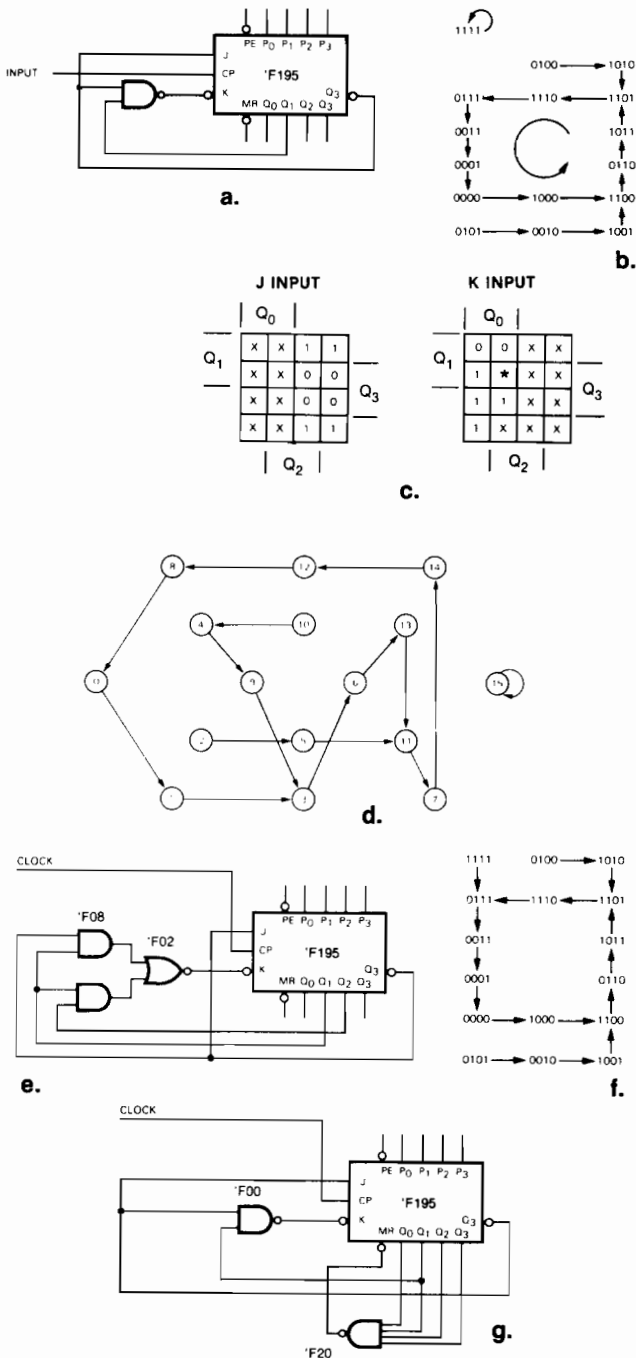 PE P0 P1 P2 P3
J
INPUT
CP
'F195
K
Q3
MR Q0 Q1 Q2 Q3
a.
1111
0100 1010
0111 1110 1101
0011 1011
0001 0110
0000 1000 1100
0101 0010 1001
b.
J INPUT
Q0
X X 1 1
Q1
X X 0 0
Q3
X X 0 0
X X 1 1
Q2
K INPUT
Q0
0 0 X X
Q1
1 * X X
Q3
1 1 X X
1 X X X
Q2
c.
8 12 14
4 10 13
0 9 6 15
2 5 11
3 7
d.
CLOCK
'F08
'F02
PE P0 P1 P2 P3
J
'F195
CP
K
Q3
MR Q0 Q1 Q2 Q3
e.
1111 0100 1010
0111 1110 1101
0011 1011
0001 0110
0000 1000 1100
0101 0010 1001
f.
CLOCK
PE P0 P1 P2 P3
J
'F00
CP
'F195
K
Q3
MR Q0 Q1 Q2 Q3
'F20
g.